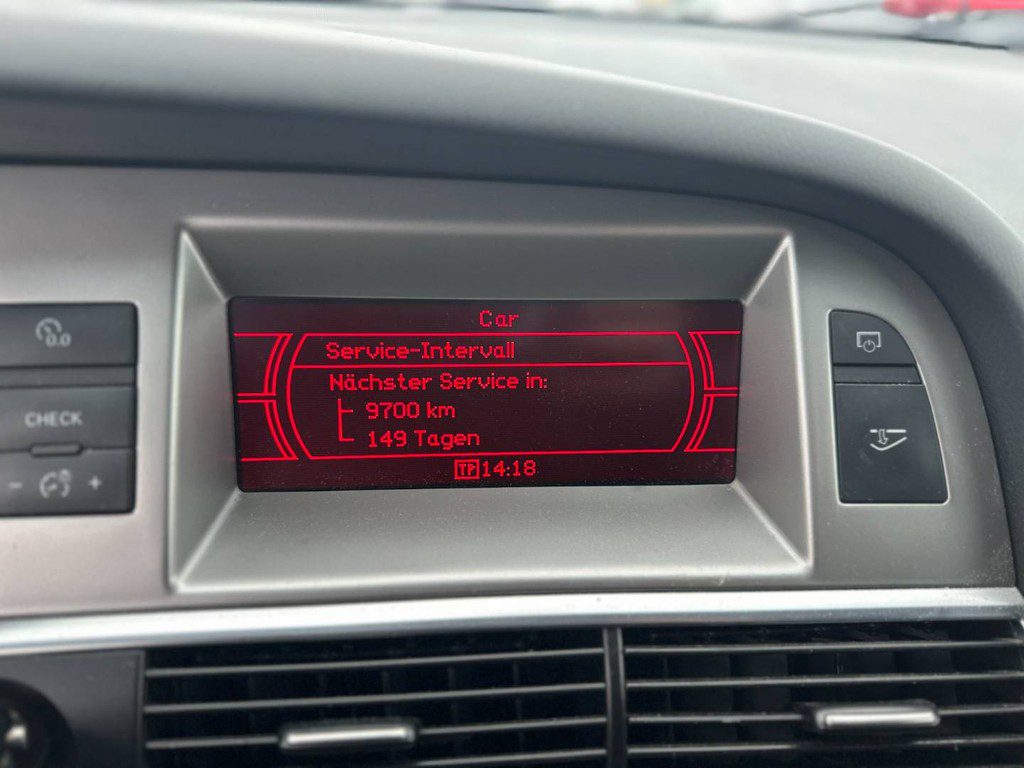 Car
Service-Intervall
Nächster Service in:
9700 km
149 Tagen
TP 14:18
0.0
CHECK
- +